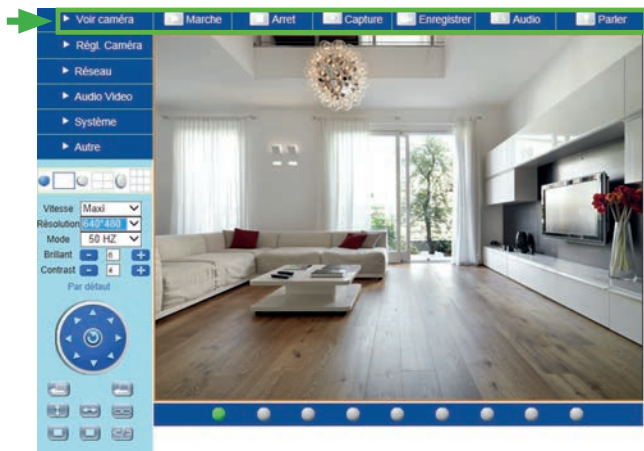 Voir caméra Marche Arret Capture Enregistrer Audio Parler
Régl. Caméra
Réseau
Audio Video
Système
Autre
Vitesse Maxi
Résolution 640*480
Mode 50 HZ
Brillant - 6 +
Contrast - 4 +
Par défaut